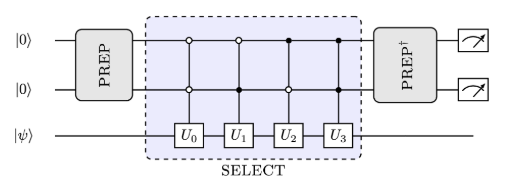 |0⟩
PREP
PREP†
|0⟩
|ψ⟩
U₀ U₁ U₂ U₃
SELECT